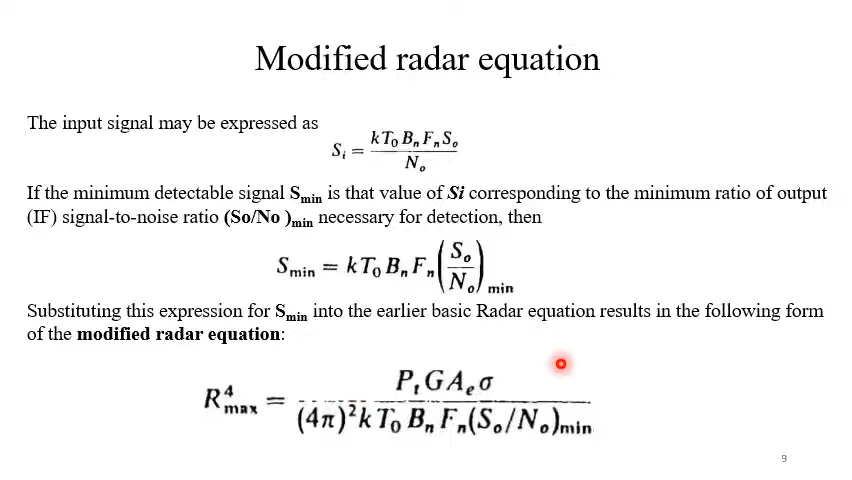 Modified radar equation
The input signal may be expressed as
S_i = kT_0 B_n F_n S_o / N_o
If the minimum detectable signal S_min is that value of Si corresponding to the minimum ratio of output
(IF) signal-to-noise ratio (So/No )_min necessary for detection, then
S_min = kT_0 B_n F_n (S_o / N_o)_min
Substituting this expression for S_min into the earlier basic Radar equation results in the following form
of the modified radar equation:
R^4_max = P_t G A_e σ / (4π)^2 k T_0 B_n F_n (S_o/N_o)_min
9